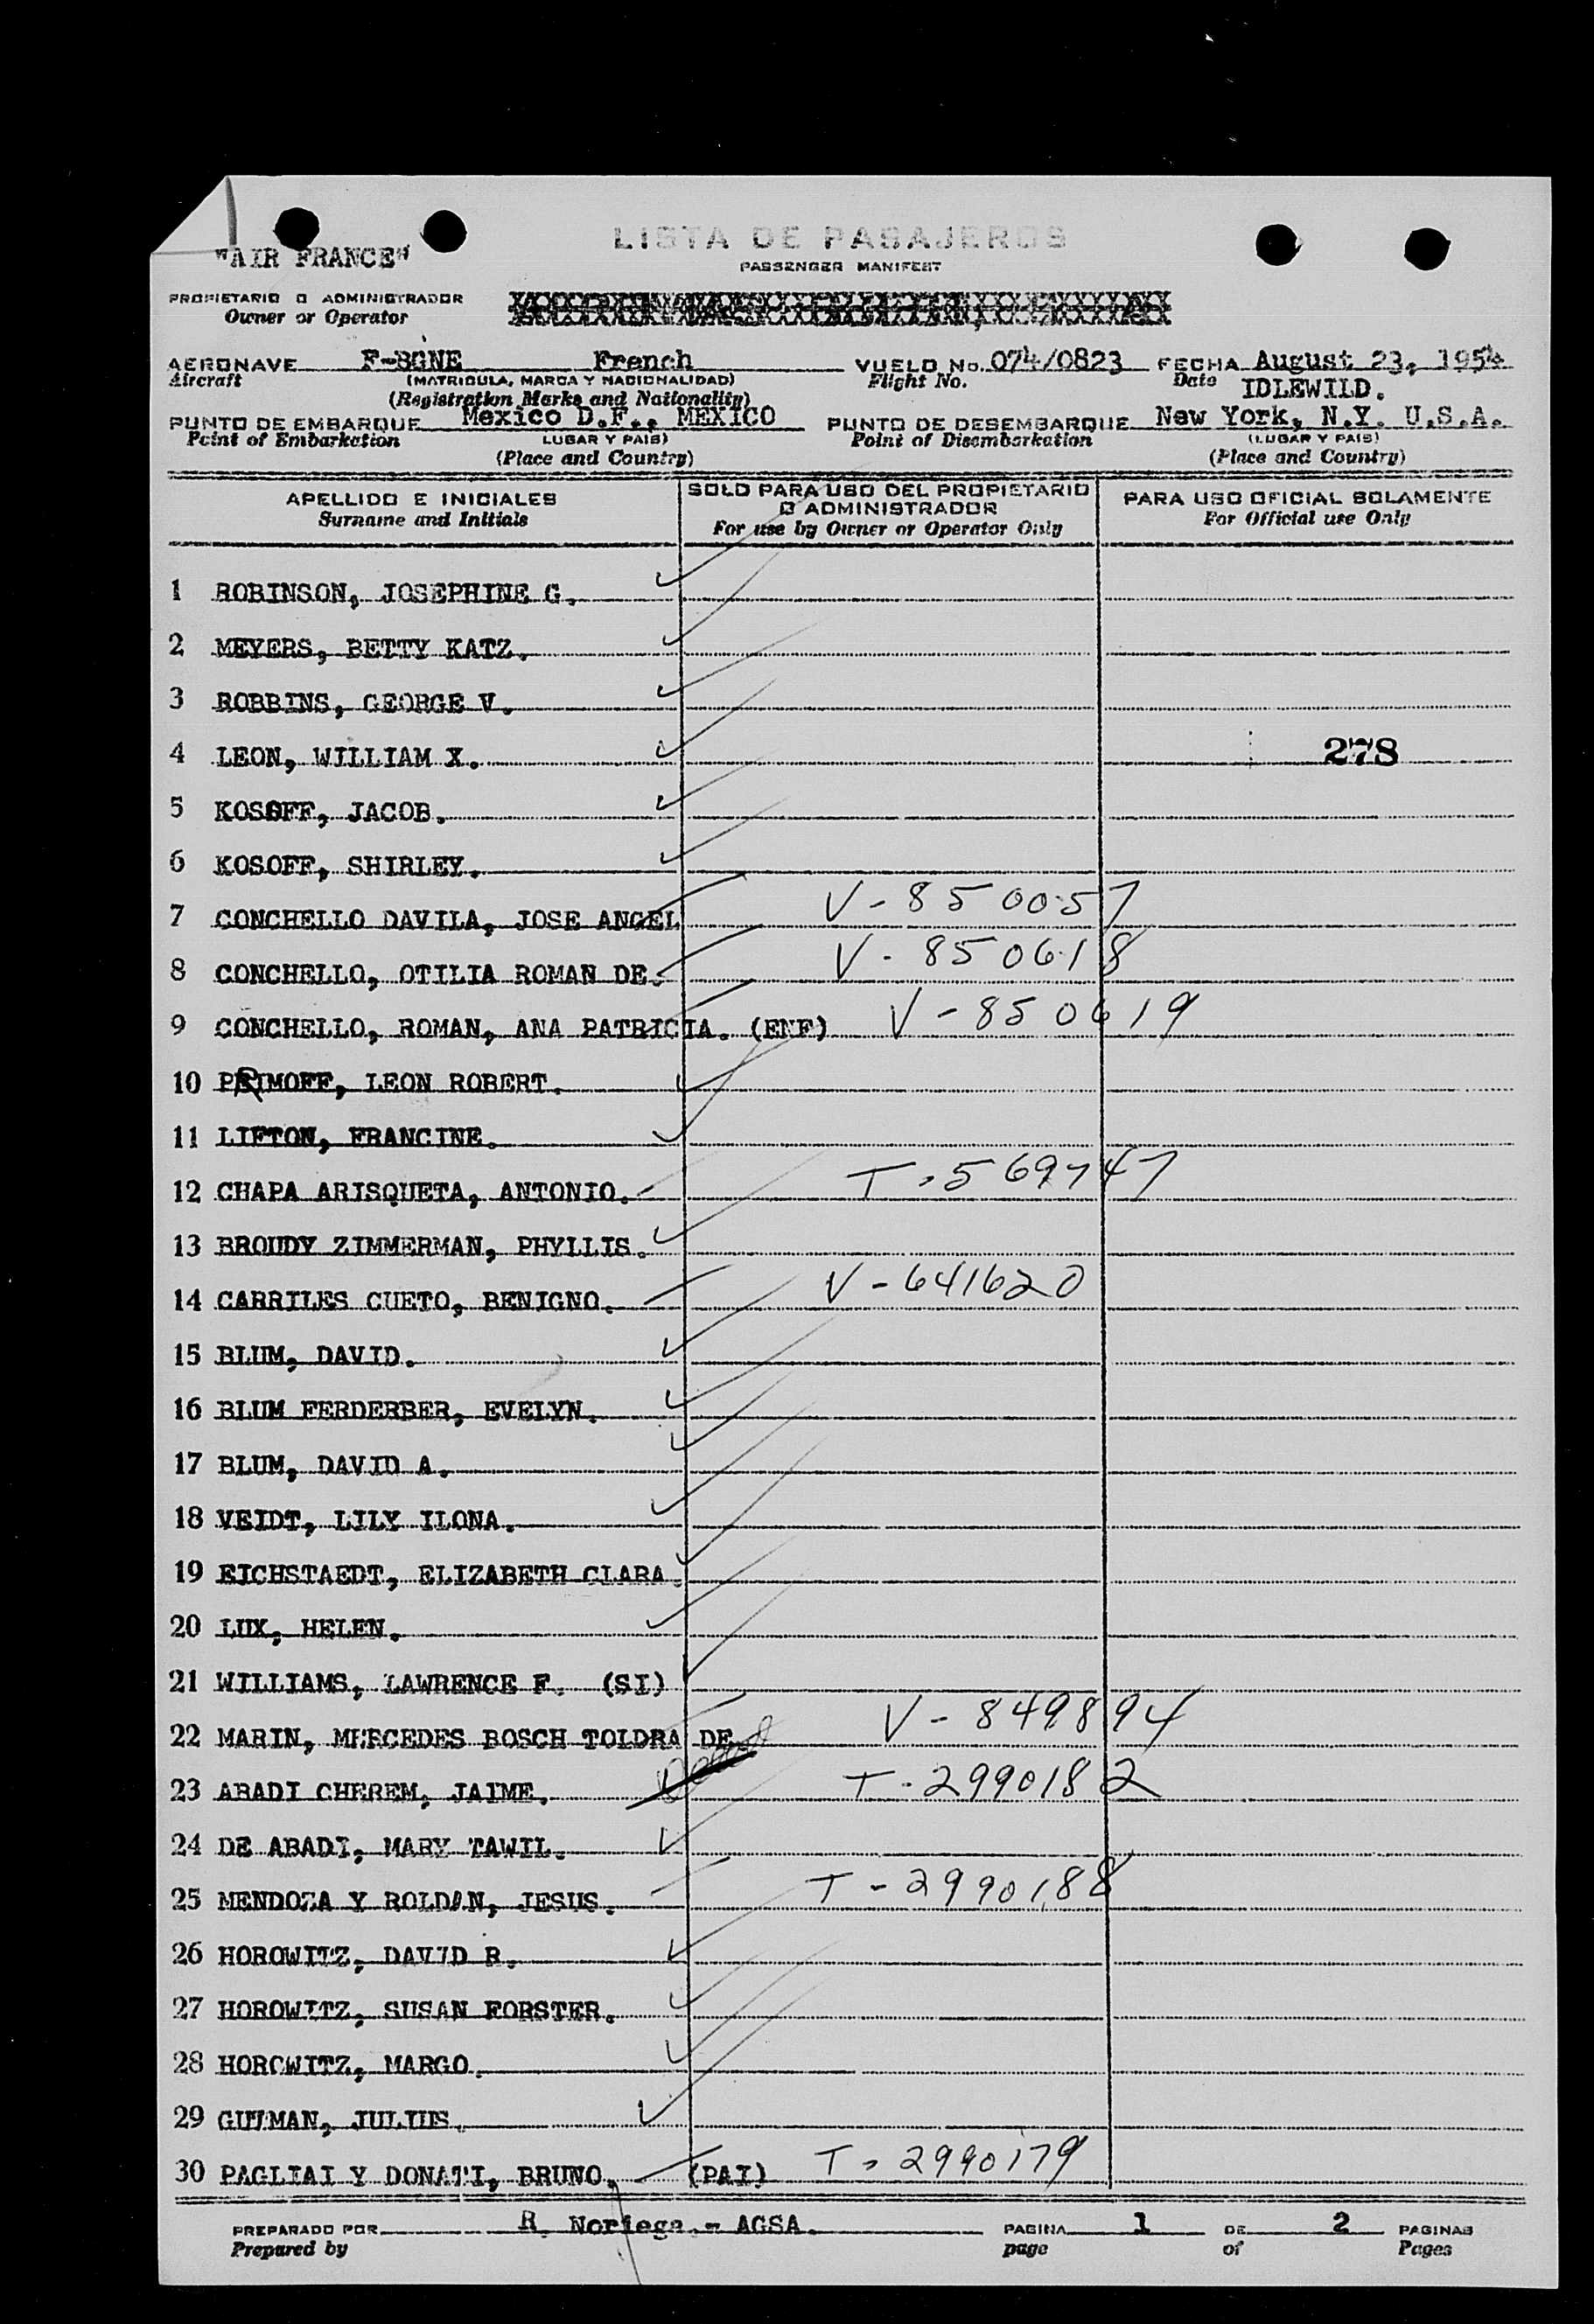 LISTA DE PASAJEROS
"AIR FRANCE"
PASSENGER MANIFEST
PROPIETARIO O ADMINISTRADOR
Owner or Operator
AERONAVE F-BGNE French VUELO No. 074/0823 FECHA August 23, 1954
Aircraft (MATRICULA, MARCA Y NACIONALIDAD) Flight No. Date IDLEWILD.
(Registration Marks and Nationality)
PUNTO DE EMBARQUE Mexico D.F., MEXICO PUNTO DE DESEMBARQUE New York, N.Y. U.S.A.
Point of Embarkation LUGAR Y PAIS) Point of Disembarkation (LUGAR Y PAIS)
(Place and Country) (Place and Country)
APELLIDO E INICIALES SOLO PARA USO DEL PROPIETARIO O ADMINISTRADOR PARA USO OFICIAL SOLAMENTE
Surname and Initials For use by Owner or Operator Only For Official use Only
1 ROBINSON, JOSEPHINE G.
2 MEYERS, BETTY KATZ.
3 ROBBINS, GEORGE V.
4 LEON, WILLIAM X. 278
5 KOSOFF, JACOB.
6 KOSOFF, SHIRLEY.
7 CONCHELLO DAVILA, JOSE ANGEL V-850057
8 CONCHELLO, OTILIA ROMAN DE. V-850618
9 CONCHELLO, ROMAN, ANA PATRICIA. (ENF) V-850619
10 PRIMOFF, LEON ROBERT.
11 LIFTON, FRANCINE.
12 CHAPA ARISQUETA, ANTONIO. T-569747
13 BROUDY ZIMMERMAN, PHYLLIS.
14 CARRILES CUETO, BENIGNO. V-641620
15 BLUM, DAVID.
16 BLUM FERDERBER, EVELYN.
17 BLUM, DAVID A.
18 VEIDT, LILY ILONA.
19 EICHSTAEDT, ELIZABETH CLARA.
20 LUX, HELEN.
21 WILLIAMS, LAWRENCE F. (SI)
22 MARIN, MERCEDES BOSCH TOLDRA DE V-849894
23 ABADI CHEREM, JAIME. T-2990182
24 DE ABADI, MARY TAWIL.
25 MENDOZA Y ROLDAN, JESUS. T-2990188
26 HOROWITZ, DAVID R.
27 HOROWITZ, SUSAN FORSTER.
28 HOROWITZ, MARGO.
29 GUTMAN, JULIUS.
30 PAGLIAI Y DONATI, BRUNO. (PAI) T-2990179
PREPARADO POR R. Noriega.- AGSA. PAGINA 1 DE 2 PAGINAS
Prepared by page of Pages